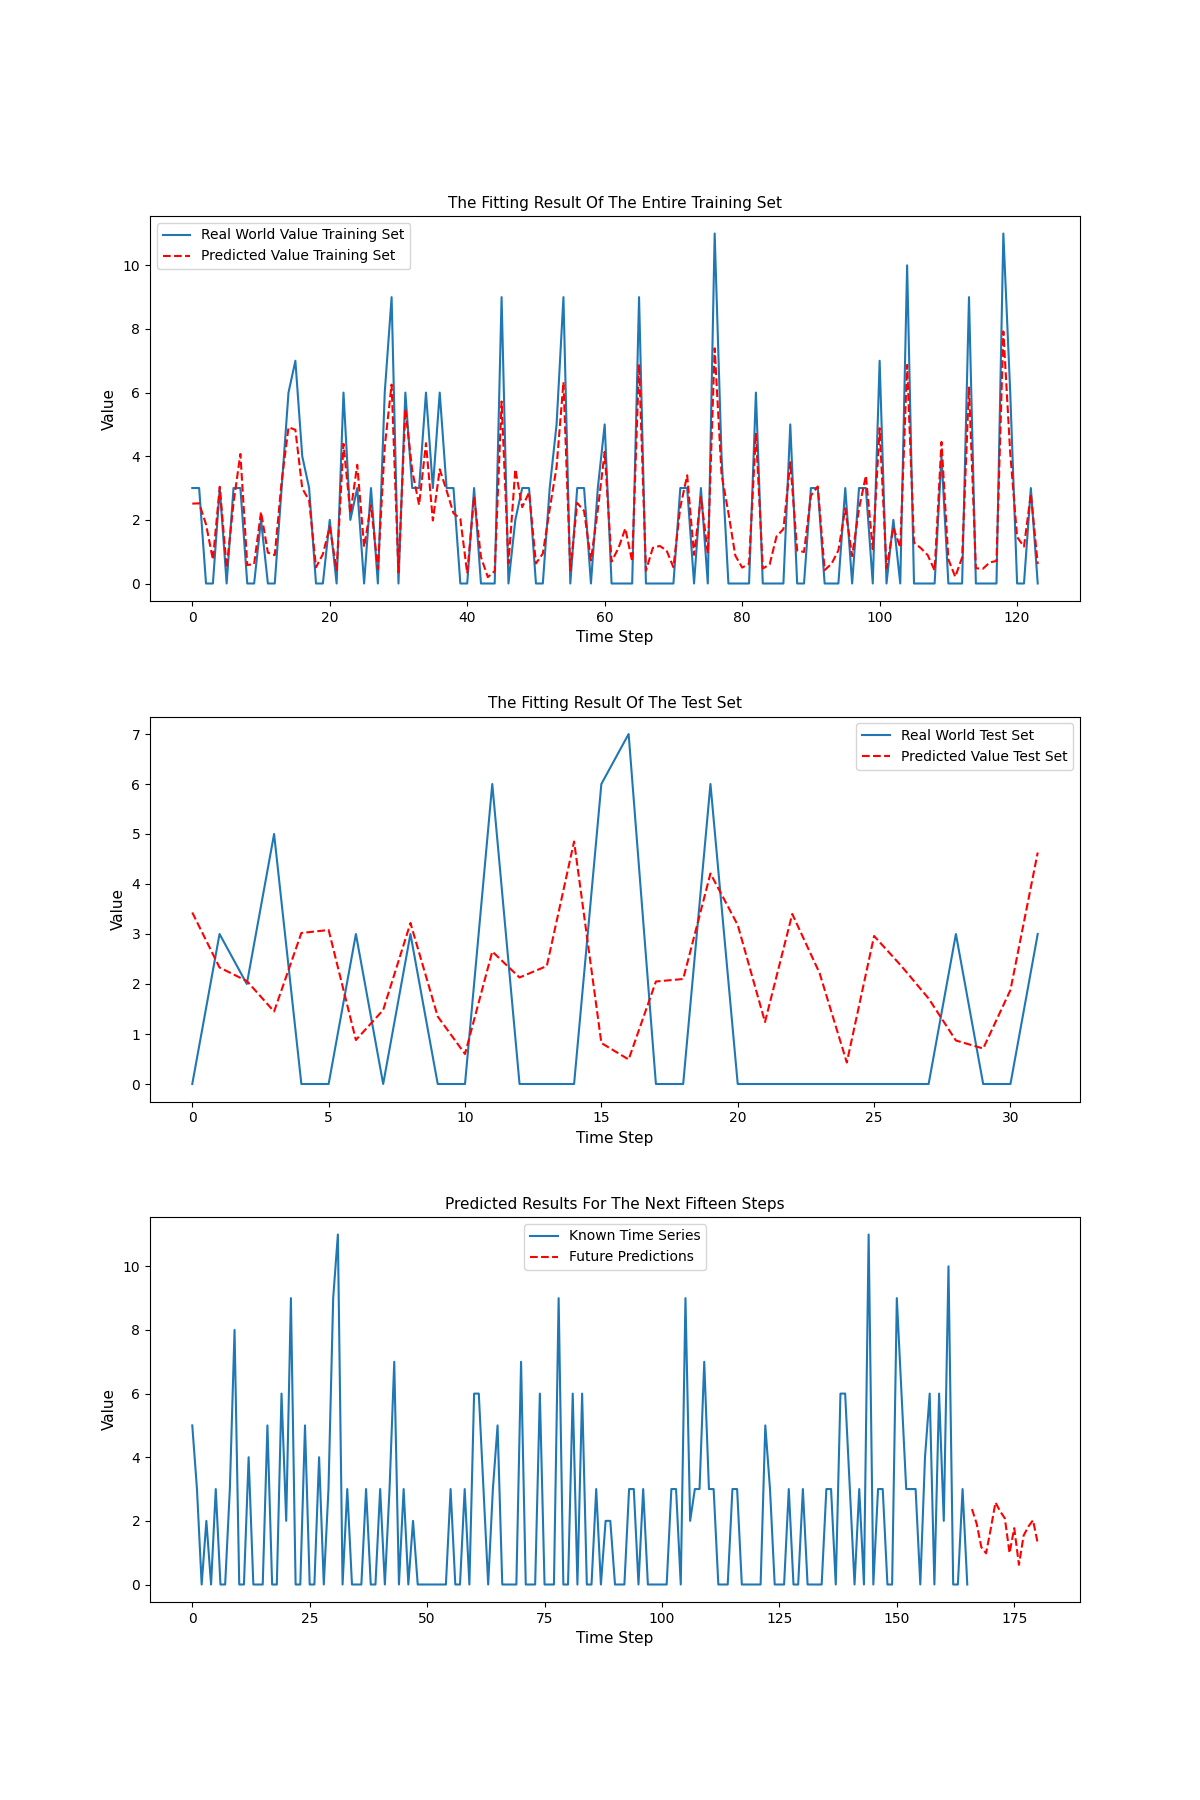 The Fitting Result Of The Entire Training Set
Real World Value Training Set
Predicted Value Training Set
Value
10
8
6
4
2
0
0 20 40 60 80 100 120
Time Step
The Fitting Result Of The Test Set
Real World Test Set
Predicted Value Test Set
Value
7
6
5
4
3
2
1
0
0 5 10 15 20 25 30
Time Step
Predicted Results For The Next Fifteen Steps
Known Time Series
Future Predictions
Value
10
8
6
4
2
0
0 25 50 75 100 125 150 175
Time Step